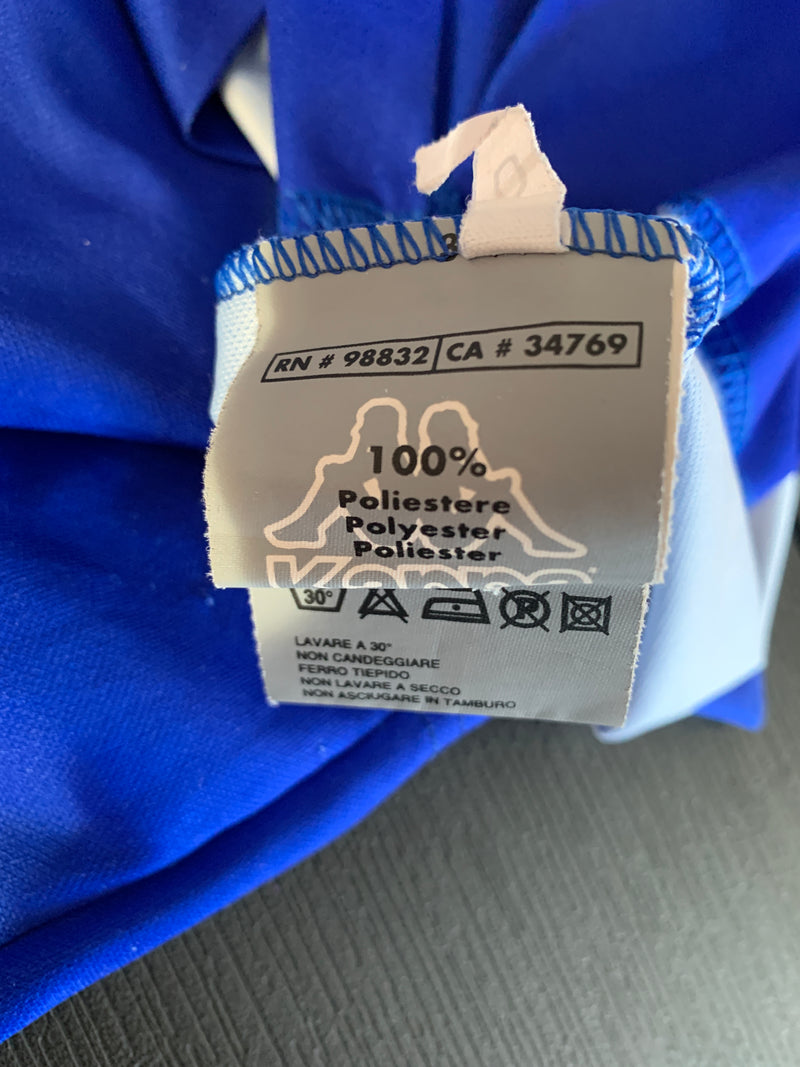 RN # 98832 CA # 34769
100%
Poliestere
Polyester
Poliester
Kappa
30°
LAVARE A 30°
NON CANDEGGIARE
FERRO TIEPIDO
NON LAVARE A SECCO
NON ASCIUGARE IN TAMBURO